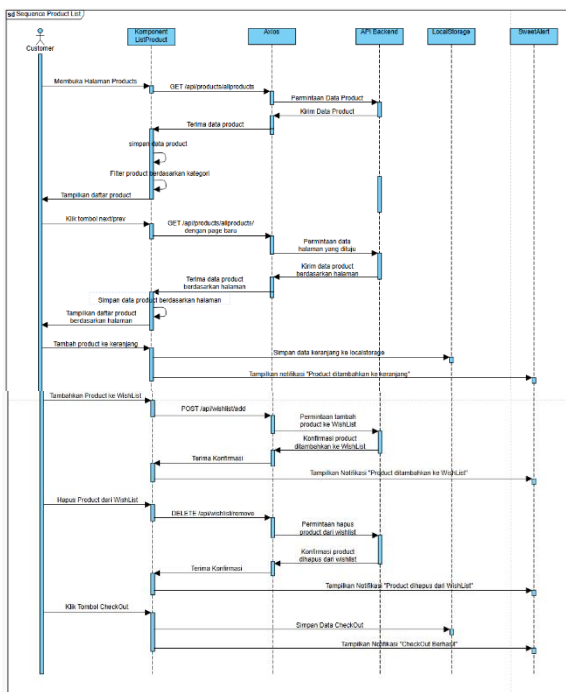 sd Sequence Product List
Customer
Komponent
ListProduct
Axios
API Backend
LocalStorage
SweetAlert
Membuka Halaman Products
GET /api/products/allproducts
Permintaan Data Product
Kirim Data Product
Terima data product
simpan data product
Filter product berdasarkan kategori
Tampilkan daftar product
Klik tombol next/prev
GET /api/products/allproducts/
dengan page baru
Permintaan data
halaman yang dituju
Kirim data product
berdasarkan halaman
Terima data product
berdasarkan halaman
Simpan data product berdasarkan halaman
Tampilkan daftar product
berdasarkan halaman
Tambah product ke keranjang
Simpan data keranjang ke localstorage
Tampilkan notifikasi "Product ditambahkan ke keranjang"
Tambahkan Product ke WishList
POST /api/wishlist/add
Permintaan tambah
product ke WishList
Konfirmasi product
ditambahkan ke WishList
Terima Konfirmasi
Tampilkan Notifikasi "Product ditambahkan ke WishList"
Hapus Product dari WishList
DELETE /api/wishlist/remove
Permintaan hapus
product dari wishlist
Konfirmasi product
dihapus dari wishlist
Terima Konfirmasi
Tampilkan Notifikasi "Product dihapus dari WishList"
Klik Tombol CheckOut
Simpan Data CheckOut
Tampilkan Notifikasi "CheckOut Berhasil"